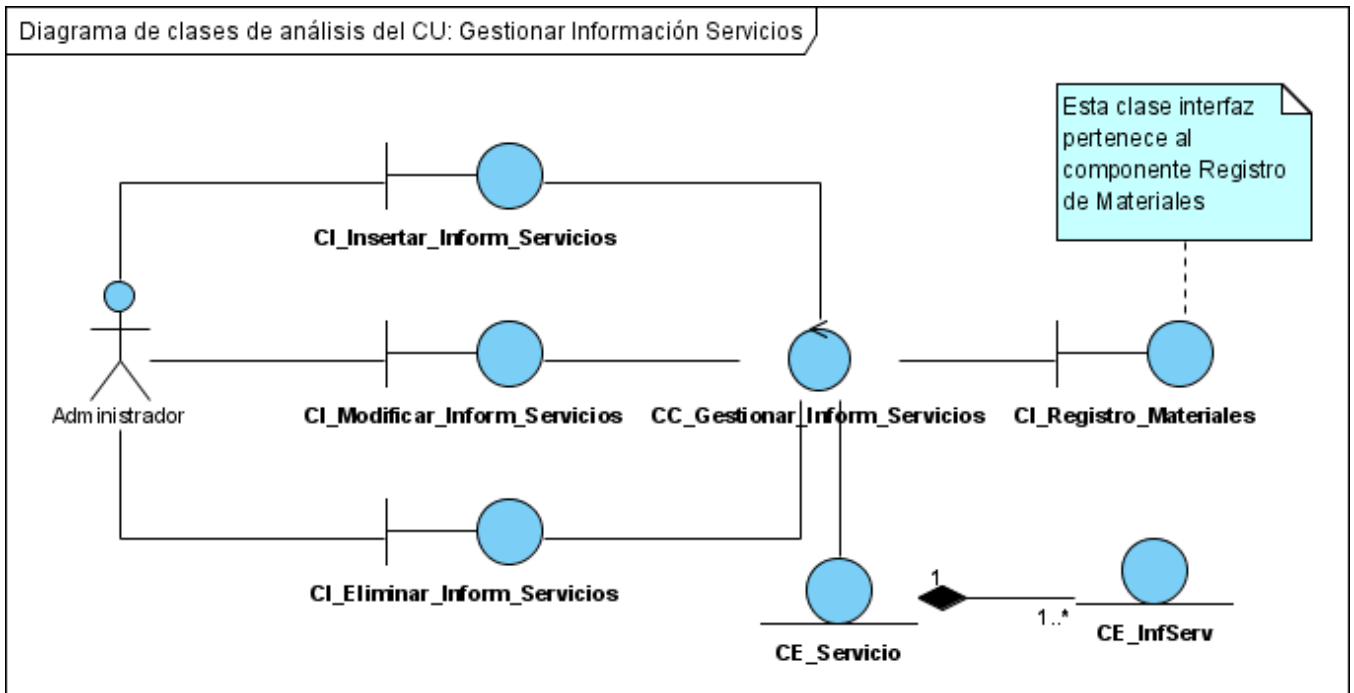 Diagrama de clases de análisis del CU: Gestionar Información Servicios
Esta clase interfaz
pertenece al
componente Registro
de Materiales
CI_Insertar_Inform_Servicios
Administrador
CI_Modificar_Inform_Servicios
CC_Gestionar_Inform_Servicios
CI_Registro_Materiales
CI_Eliminar_Inform_Servicios
1
1..*
CE_Servicio
CE_InfServ